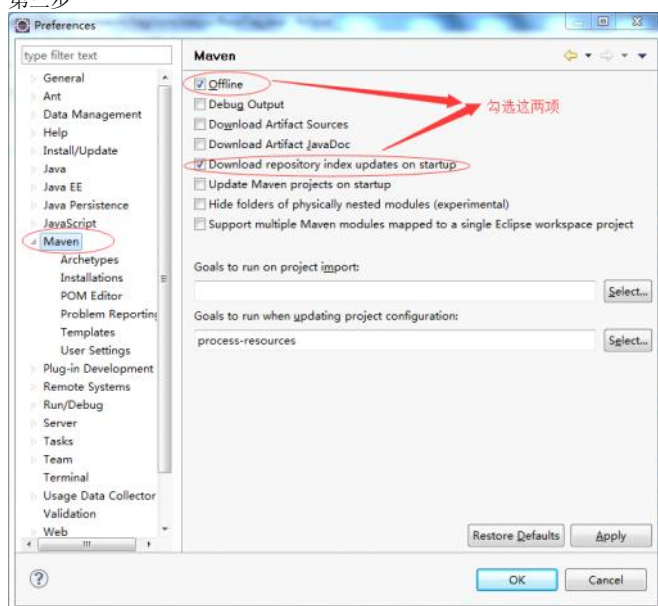 第二步
Preferences
type filter text
General
Ant
Data Management
Help
Install/Update
Java
Java EE
Java Persistence
JavaScript
Maven
Archetypes
Installations
POM Editor
Problem Reporting
Templates
User Settings
Plug-in Development
Remote Systems
Run/Debug
Server
Tasks
Team
Terminal
Usage Data Collector
Validation
Web
Maven
Offline
Debug Output
Download Artifact Sources
Download Artifact JavaDoc
Download repository index updates on startup
Update Maven projects on startup
Hide folders of physically nested modules (experimental)
Support multiple Maven modules mapped to a single Eclipse workspace project
勾选这两项
Goals to run on project import:
Select...
Goals to run when updating project configuration:
process-resources
Select...
Restore Defaults
Apply
OK
Cancel